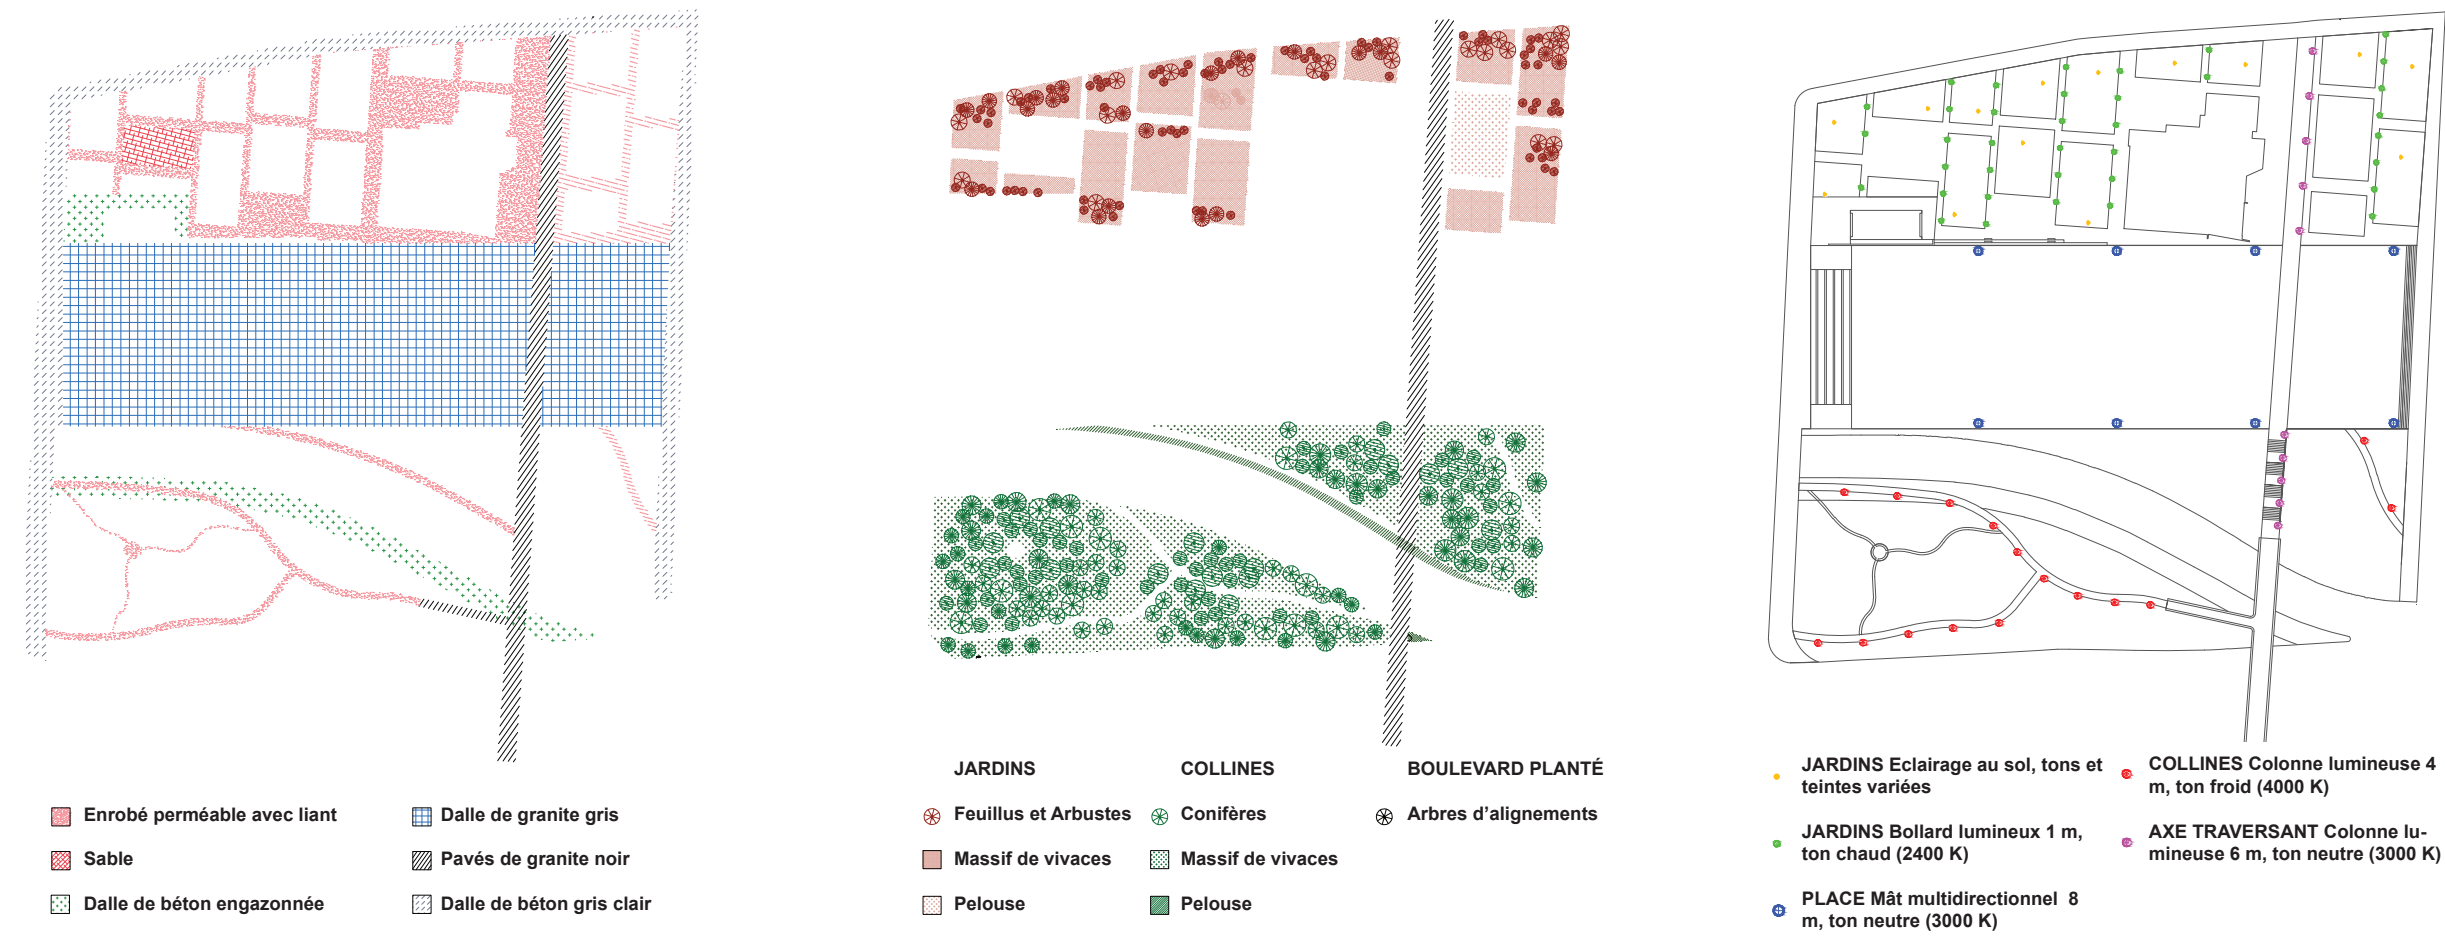 Enrobé perméable avec liant
Sable
Dalle de béton engazonnée
Dalle de granite gris
Pavés de granite noir
Dalle de béton gris clair
JARDINS
Feuillus et Arbustes
Massif de vivaces
Pelouse
COLLINES
Conifères
Massif de vivaces
Pelouse
BOULEVARD PLANTÉ
Arbres d’alignements
JARDINS Eclairage au sol, tons et
teintes variées
JARDINS Bollard lumineux 1 m,
ton chaud (2400 K)
PLACE Mât multidirectionnel 8
m, ton neutre (3000 K)
COLLINES Colonne lumineuse 4
m, ton froid (4000 K)
AXE TRAVERSANT Colonne lu-
mineuse 6 m, ton neutre (3000 K)